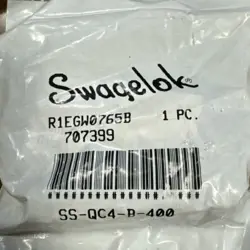 Swagelok®
R1EGW0765B 1 PC.
707399
SS-QC4-B-400